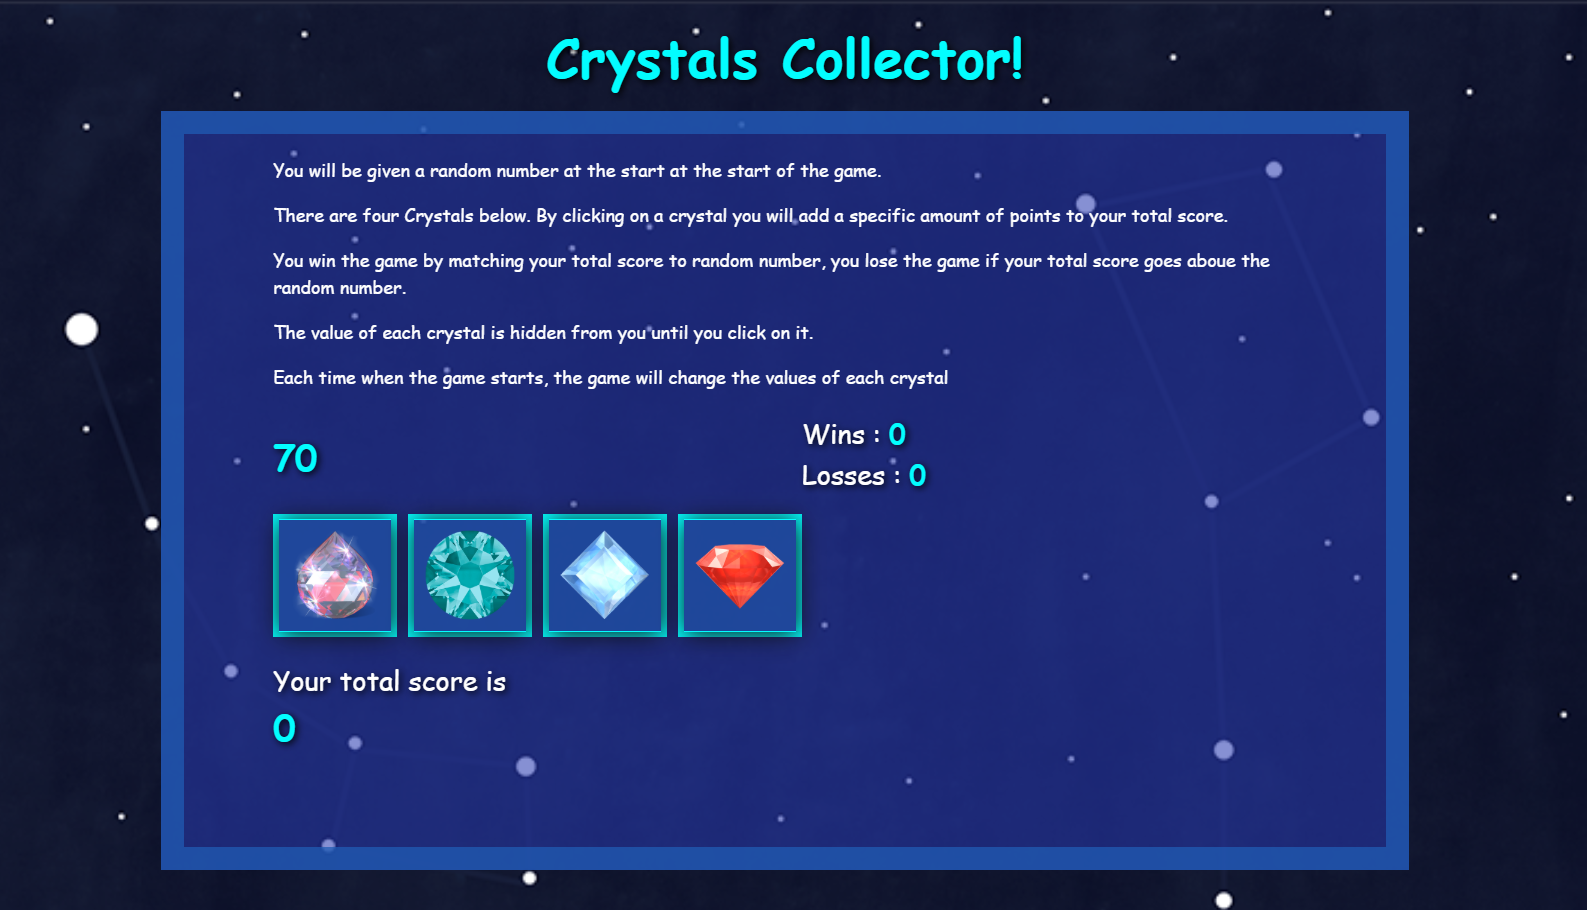 Crystals Collector!
You will be given a random number at the start at the start of the game.
There are four Crystals below. By clicking on a crystal you will add a specific amount of points to your total score.
You win the game by matching your total score to random number, you lose the game if your total score goes aboue the
random number.
The value of each crystal is hidden from you until you click on it.
Each time when the game starts, the game will change the values of each crystal
70
Wins : 0
Losses : 0
Your total score is
0